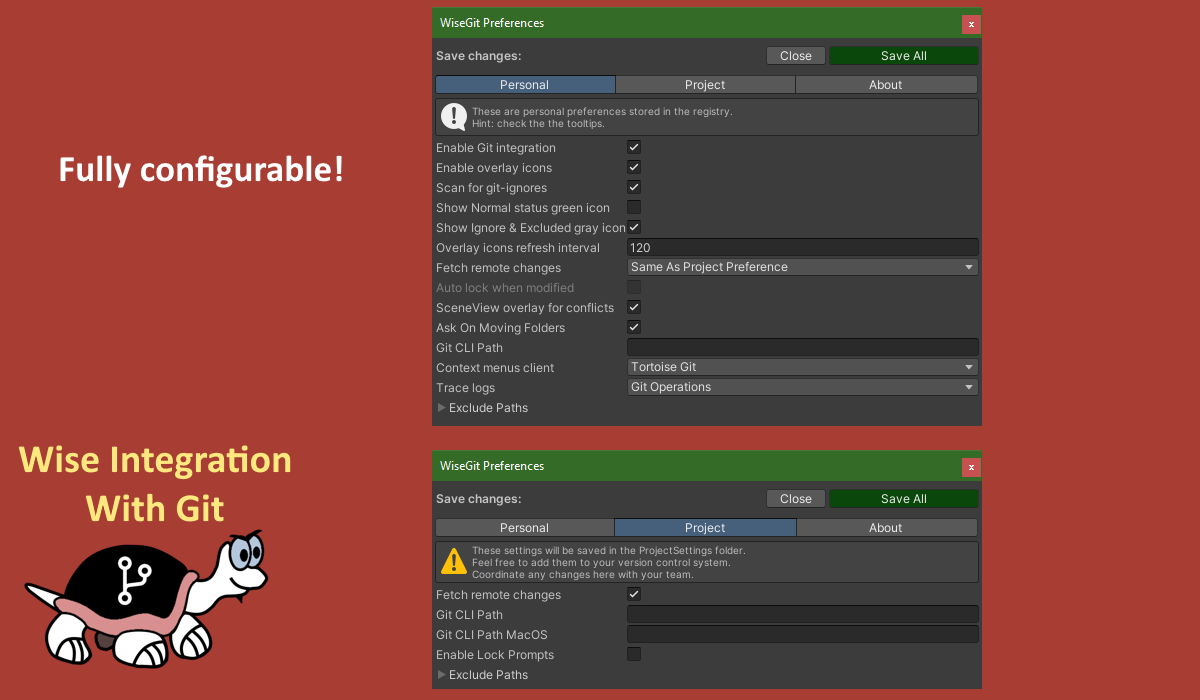 Fully configurable!
Wise Integration
With Git
WiseGit Preferences
x
Save changes:
Close
Save All
Personal
Project
About
These are personal preferences stored in the registry.
Hint: check the the tooltips.
Enable Git integration
Enable overlay icons
Scan for git-ignores
Show Normal status green icon
Show Ignore & Excluded gray icon
Overlay icons refresh interval 120
Fetch remote changes Same As Project Preference
Auto lock when modified
SceneView overlay for conflicts
Ask On Moving Folders
Git CLI Path
Context menus client Tortoise Git
Trace logs Git Operations
Exclude Paths
WiseGit Preferences
x
Save changes:
Close
Save All
Personal
Project
About
These settings will be saved in the ProjectSettings folder.
Feel free to add them to your version control system.
Coordinate any changes here with your team.
Fetch remote changes
Git CLI Path
Git CLI Path MacOS
Enable Lock Prompts
Exclude Paths